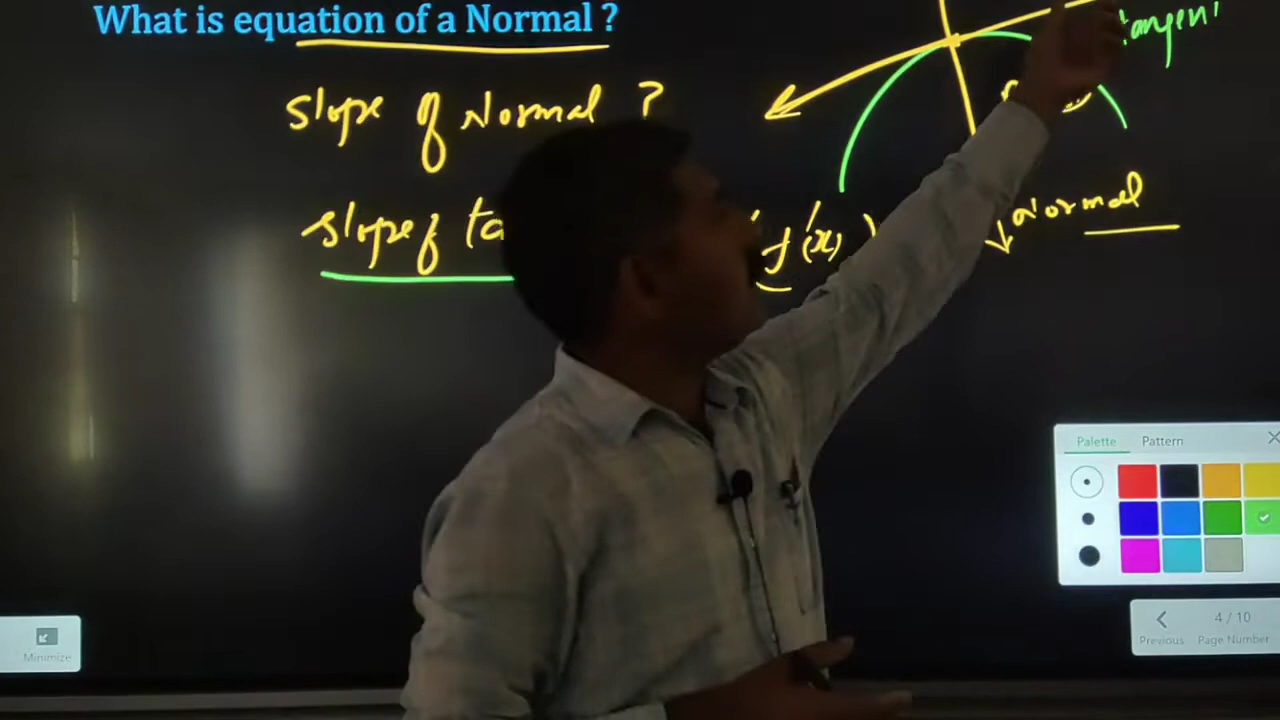 What is equation of a Normal ?
tangent
slope of Normal ?
Normal
slope of ta
f'(x)
Palette Pattern
4 / 10
Previous Page Number
Minimize